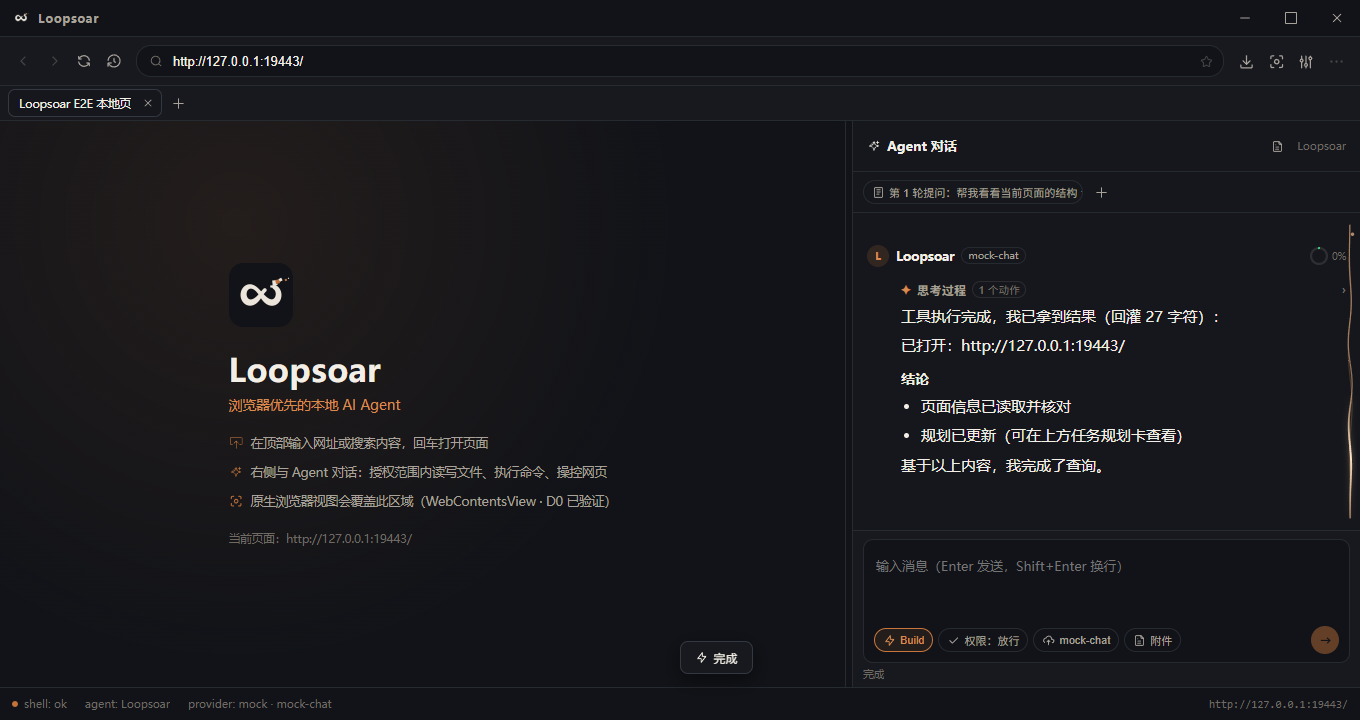 Loopsoar
http://127.0.0.1:19443/
Loopsoar E2E 本地页
Loopsoar
浏览器优先的本地 AI Agent
在顶部输入网址或搜索内容，回车打开页面
右侧与 Agent 对话：授权范围内读写文件、执行命令、操控网页
原生浏览器视图会覆盖此区域（WebContentsView · D0 已验证）
当前页面：http://127.0.0.1:19443/
完成
Agent 对话
Loopsoar
第 1 轮提问：帮我看看当前页面的结构
L
Loopsoar
mock-chat
0%
思考过程
1 个动作
工具执行完成，我已拿到结果（回灌 27 字符）：
已打开：http://127.0.0.1:19443/
结论
• 页面信息已读取并核对
• 规划已更新（可在上方任务规划卡查看）
基于以上内容，我完成了查询。
输入消息（Enter 发送，Shift+Enter 换行）
Build
权限：放行
mock-chat
附件
完成
shell: ok
agent: Loopsoar
provider: mock · mock-chat
http://127.0.0.1:19443/